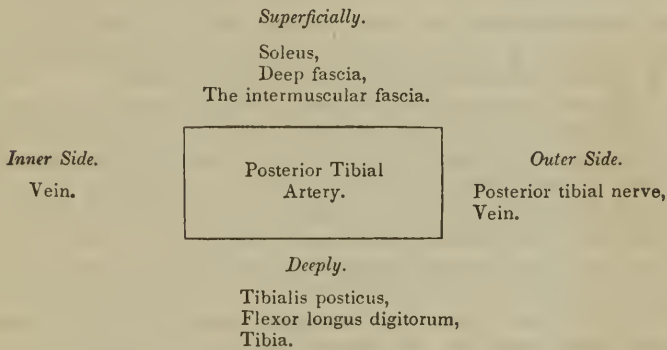 Superficially.
Soleus,
Deep fascia,
The intermuscular fascia.
Inner Side.
Vein.
Posterior Tibial
Artery.
Outer Side.
Posterior tibial nerve,
Vein.
Deeply.
Tibialis posticus,
Flexor longus digitorum,
Tibia.